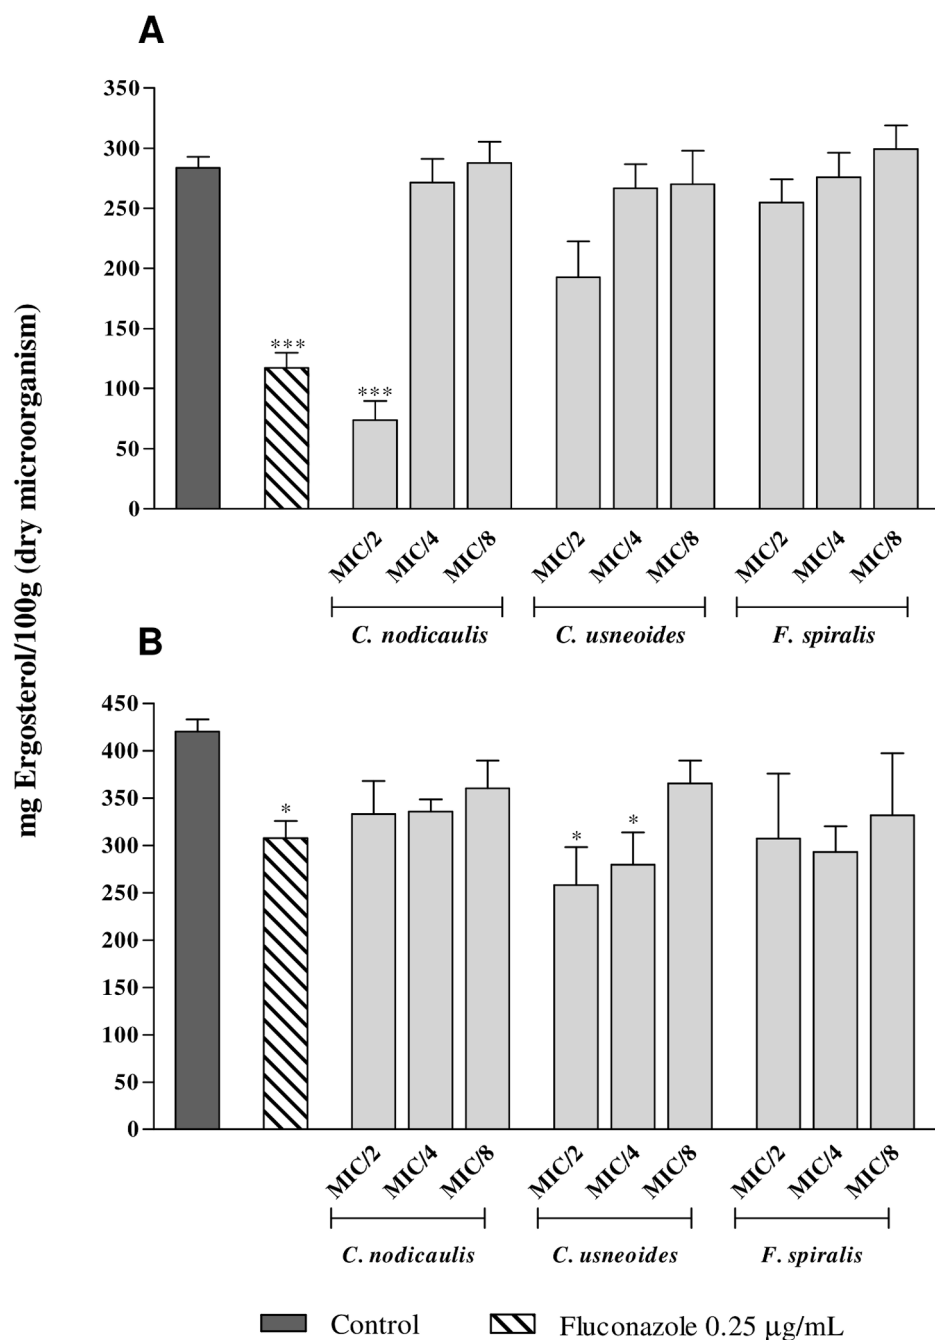 A
mg Ergosterol/100g (dry microorganism)
350
300
250
200
150
100
50
0
***
***
MIC/2 MIC/4 MIC/8 MIC/2 MIC/4 MIC/8 MIC/2 MIC/4 MIC/8
C. nodicaulis C. usneoides F. spiralis
B
450
400
350
300
250
200
150
100
50
0
*
*
*
MIC/2 MIC/4 MIC/8 MIC/2 MIC/4 MIC/8 MIC/2 MIC/4 MIC/8
C. nodicaulis C. usneoides F. spiralis
Control Fluconazole 0.25 µg/mL